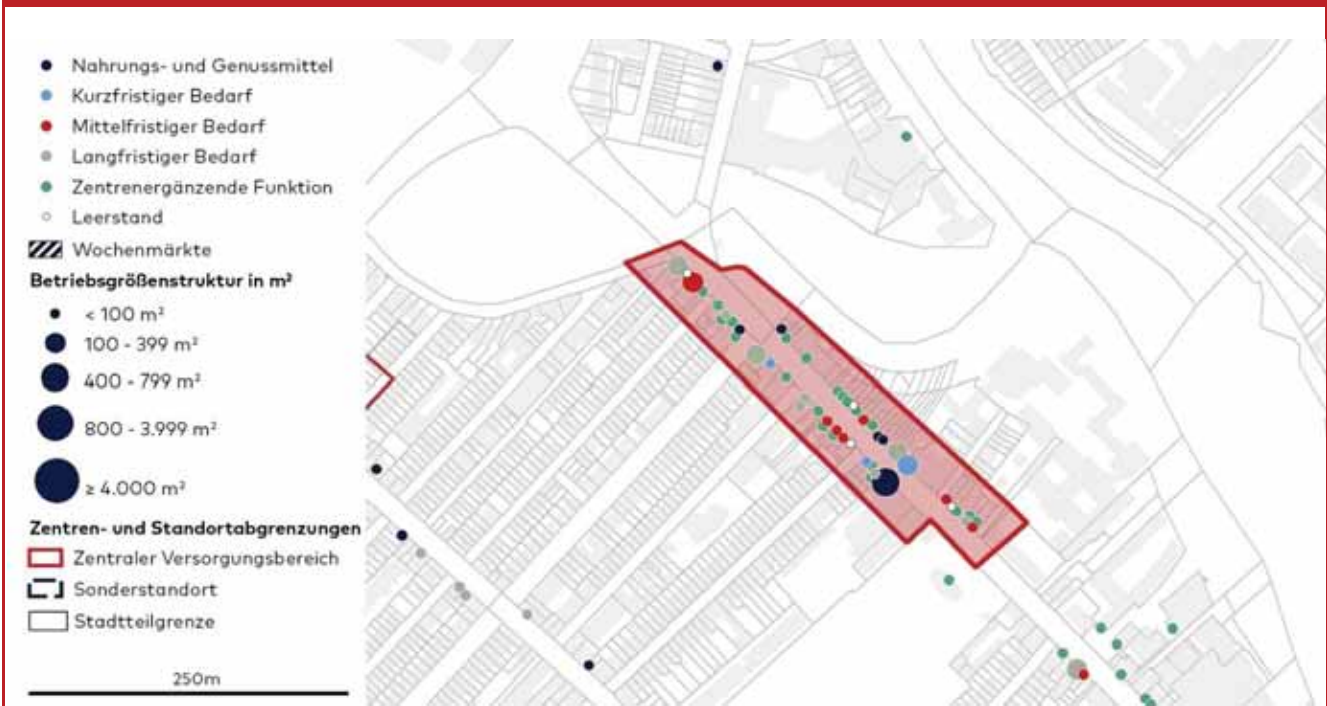 Nahrungs- und Genussmittel
Kurzfristiger Bedarf
Mittelfristiger Bedarf
Langfristiger Bedarf
Zentrenergänzende Funktion
Leerstand
Wochenmärkte
Betriebsgrößenstruktur in m²
< 100 m²
100 - 399 m²
400 - 799 m²
800 - 3.999 m²
≥ 4.000 m²
Zentren- und Standortabgrenzungen
Zentraler Versorgungsbereich
Sonderstandort
Stadtteilgrenze
250m